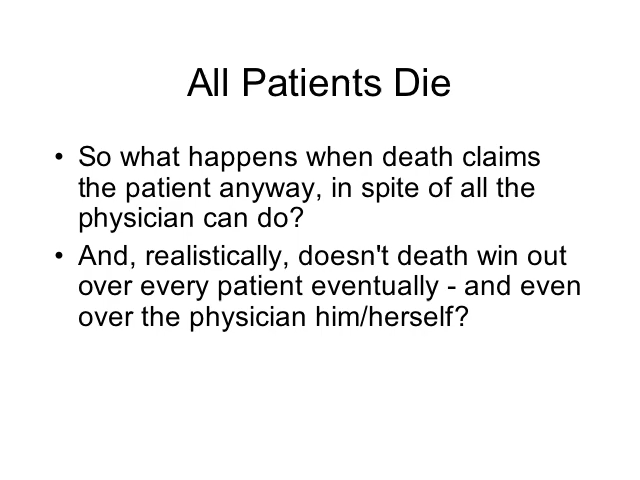 All Patients Die
• So what happens when death claims
the patient anyway, in spite of all the
physician can do?
• And, realistically, doesn't death win out
over every patient eventually - and even
over the physician him/herself?